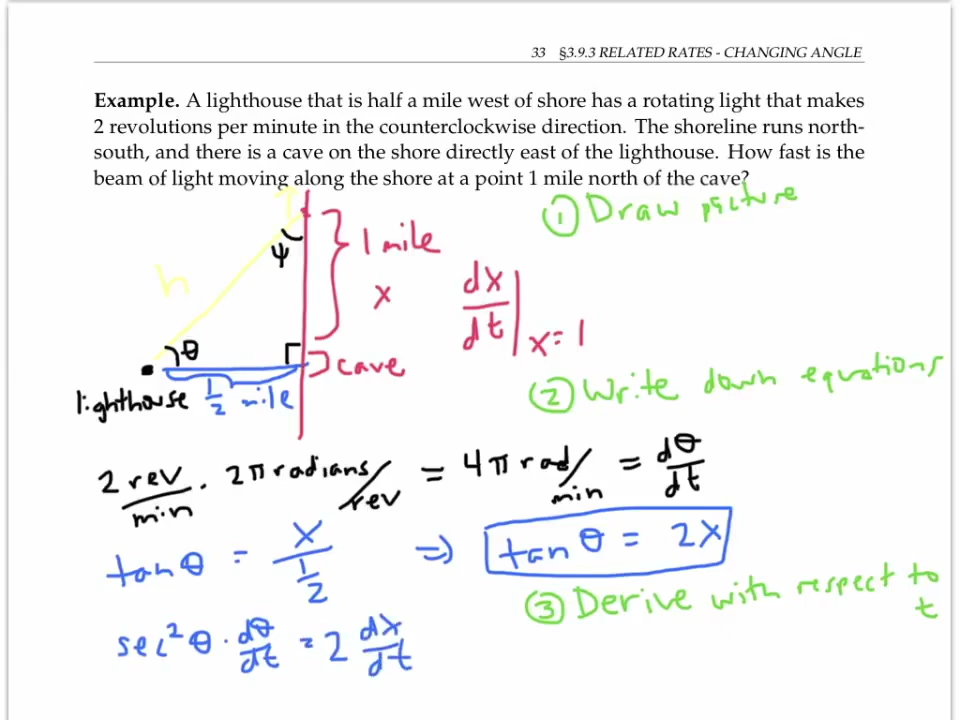 33 §3.9.3 RELATED RATES - CHANGING ANGLE
Example. A lighthouse that is half a mile west of shore has a rotating light that makes
2 revolutions per minute in the counterclockwise direction. The shoreline runs north-
south, and there is a cave on the shore directly east of the lighthouse. How fast is the
beam of light moving along the shore at a point 1 mile north of the cave?
① Draw picture
ψ
1 mile
h
x
dx/dt | x=1
θ
cave
lighthouse 1/2 mile
② Write down equations
2 rev/min · 2π radians/rev = 4π rad/min = dθ/dt
tan θ = x/(1/2) ⇒ tan θ = 2x
③ Derive with respect to
t
sec² θ · dθ/dt = 2 dx/dt